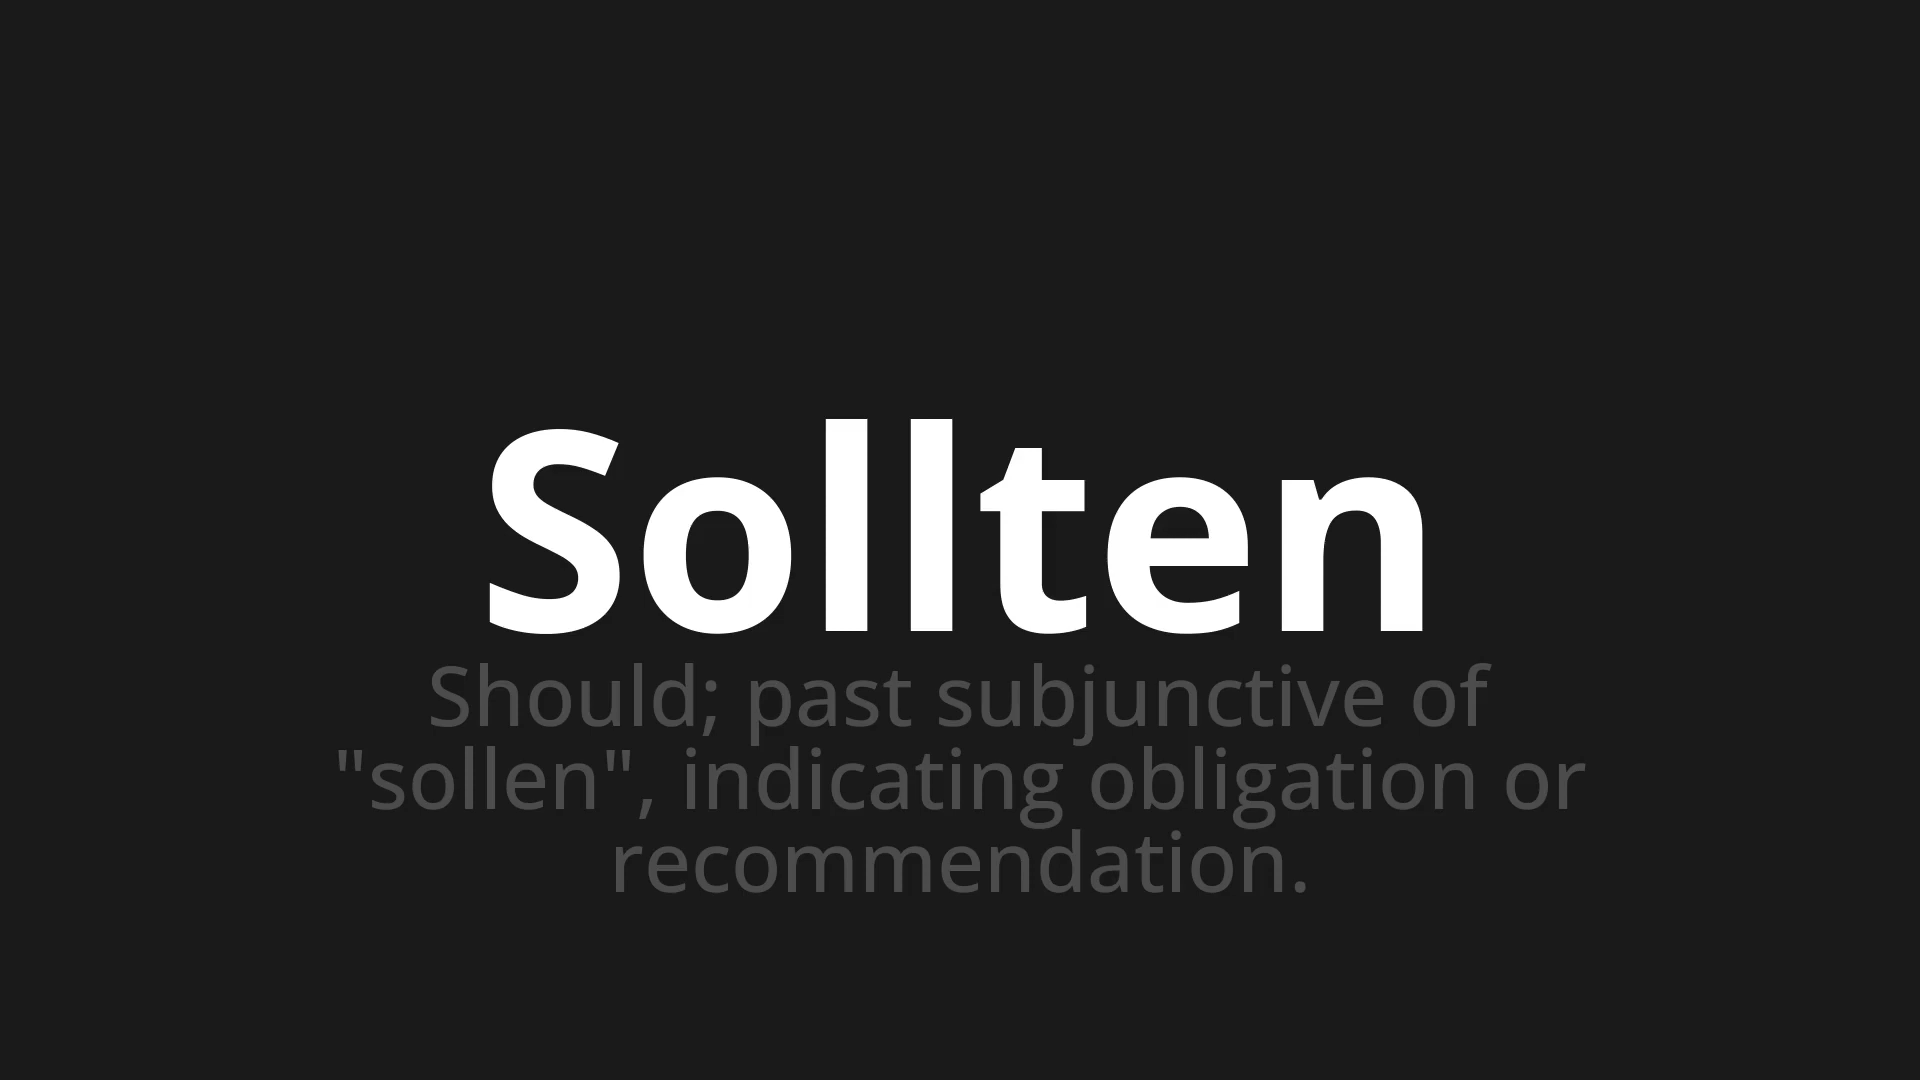 Sollten
Should; past subjunctive of
"sollen", indicating obligation or
recommendation.